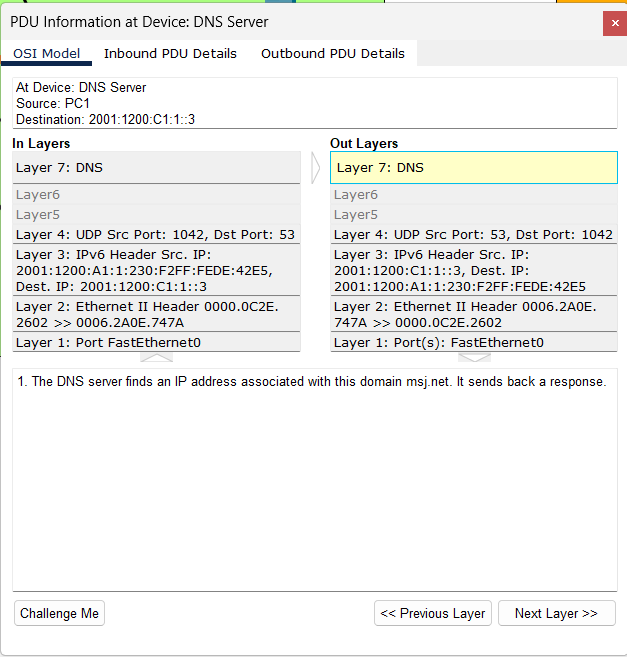 PDU Information at Device: DNS Server
OSI Model Inbound PDU Details Outbound PDU Details
At Device: DNS Server
Source: PC1
Destination: 2001:1200:C1:1::3
In Layers
Layer 7: DNS
Layer6
Layer5
Layer 4: UDP Src Port: 1042, Dst Port: 53
Layer 3: IPv6 Header Src. IP:
2001:1200:A1:1:230:F2FF:FEDE:42E5,
Dest. IP: 2001:1200:C1:1::3
Layer 2: Ethernet II Header 0000.0C2E.
2602 >> 0006.2A0E.747A
Layer 1: Port FastEthernet0
Out Layers
Layer 7: DNS
Layer6
Layer5
Layer 4: UDP Src Port: 53, Dst Port: 1042
Layer 3: IPv6 Header Src. IP:
2001:1200:C1:1::3, Dest. IP:
2001:1200:A1:1:230:F2FF:FEDE:42E5
Layer 2: Ethernet II Header 0006.2A0E.
747A >> 0000.0C2E.2602
Layer 1: Port(s): FastEthernet0
1. The DNS server finds an IP address associated with this domain msj.net. It sends back a response.
Challenge Me << Previous Layer Next Layer >>